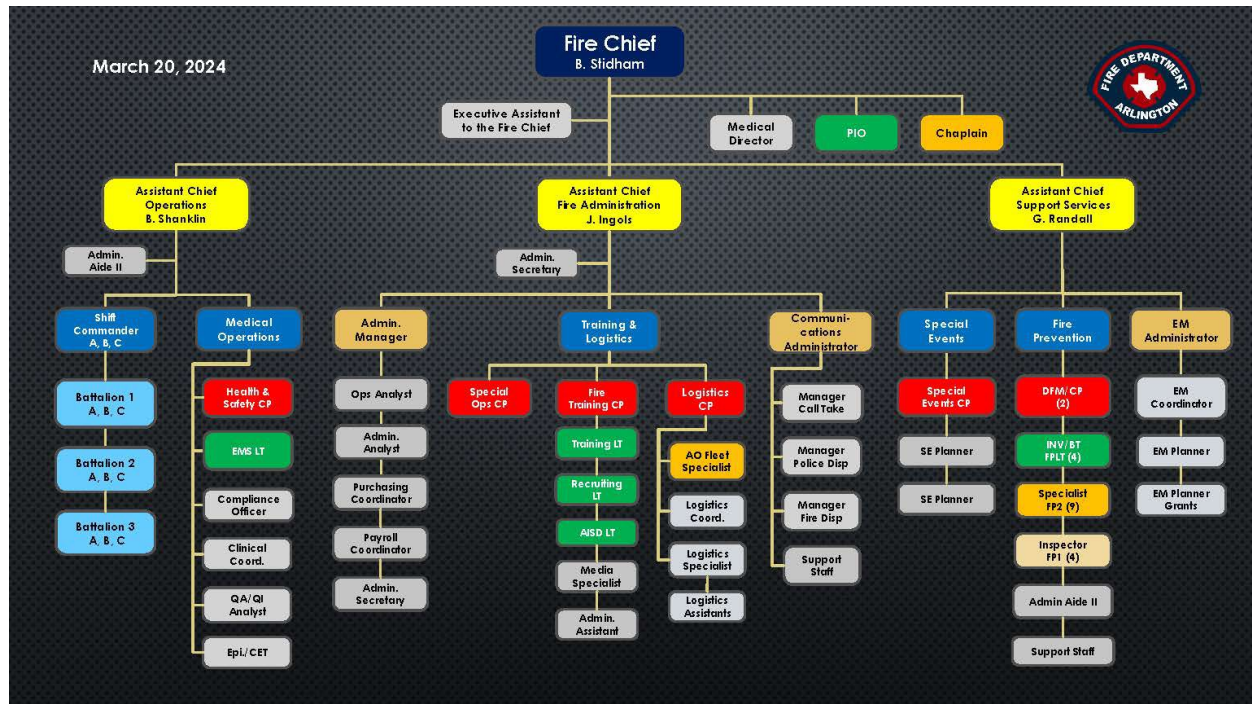 March 20, 2024
Fire Chief
B. Stidham
FIRE DEPARTMENT
ARLINGTON
Executive Assistant
to the Fire Chief
Medical
Director
PIO
Chaplain
Assistant Chief
Operations
B. Shanklin
Assistant Chief
Fire Administration
J. Ingols
Assistant Chief
Support Services
G. Randall
Admin.
Aide II
Admin.
Secretary
Shift
Commander
A, B, C
Medical
Operations
Admin.
Manager
Training &
Logistics
Communi-
cations
Administrator
Special
Events
Fire
Prevention
EM
Administrator
Battalion 1
A, B, C
Battalion 2
A, B, C
Battalion 3
A, B, C
Health &
Safety CP
EMS LT
Compliance
Officer
Clinical
Coord.
QA/QI
Analyst
Epi./CET
Ops Analyst
Admin.
Analyst
Purchasing
Coordinator
Payroll
Coordinator
Admin.
Secretary
Special
Ops CP
Fire
Training CP
Training LT
Recruiting
LT
AISD LT
Media
Specialist
Admin.
Assistant
Logistics
CP
AO Fleet
Specialist
Logistics
Coord.
Logistics
Specialist
Logistics
Assistants
Manager
Call Take
Manager
Police Disp
Manager
Fire Disp
Support
Staff
Special
Events CP
SE Planner
SE Planner
DFM/CP
(2)
INV/BT
FPLT (4)
Specialist
FP2 (9)
Inspector
FP1 (4)
Admin Aide II
Support Staff
EM
Coordinator
EM Planner
EM Planner
Grants